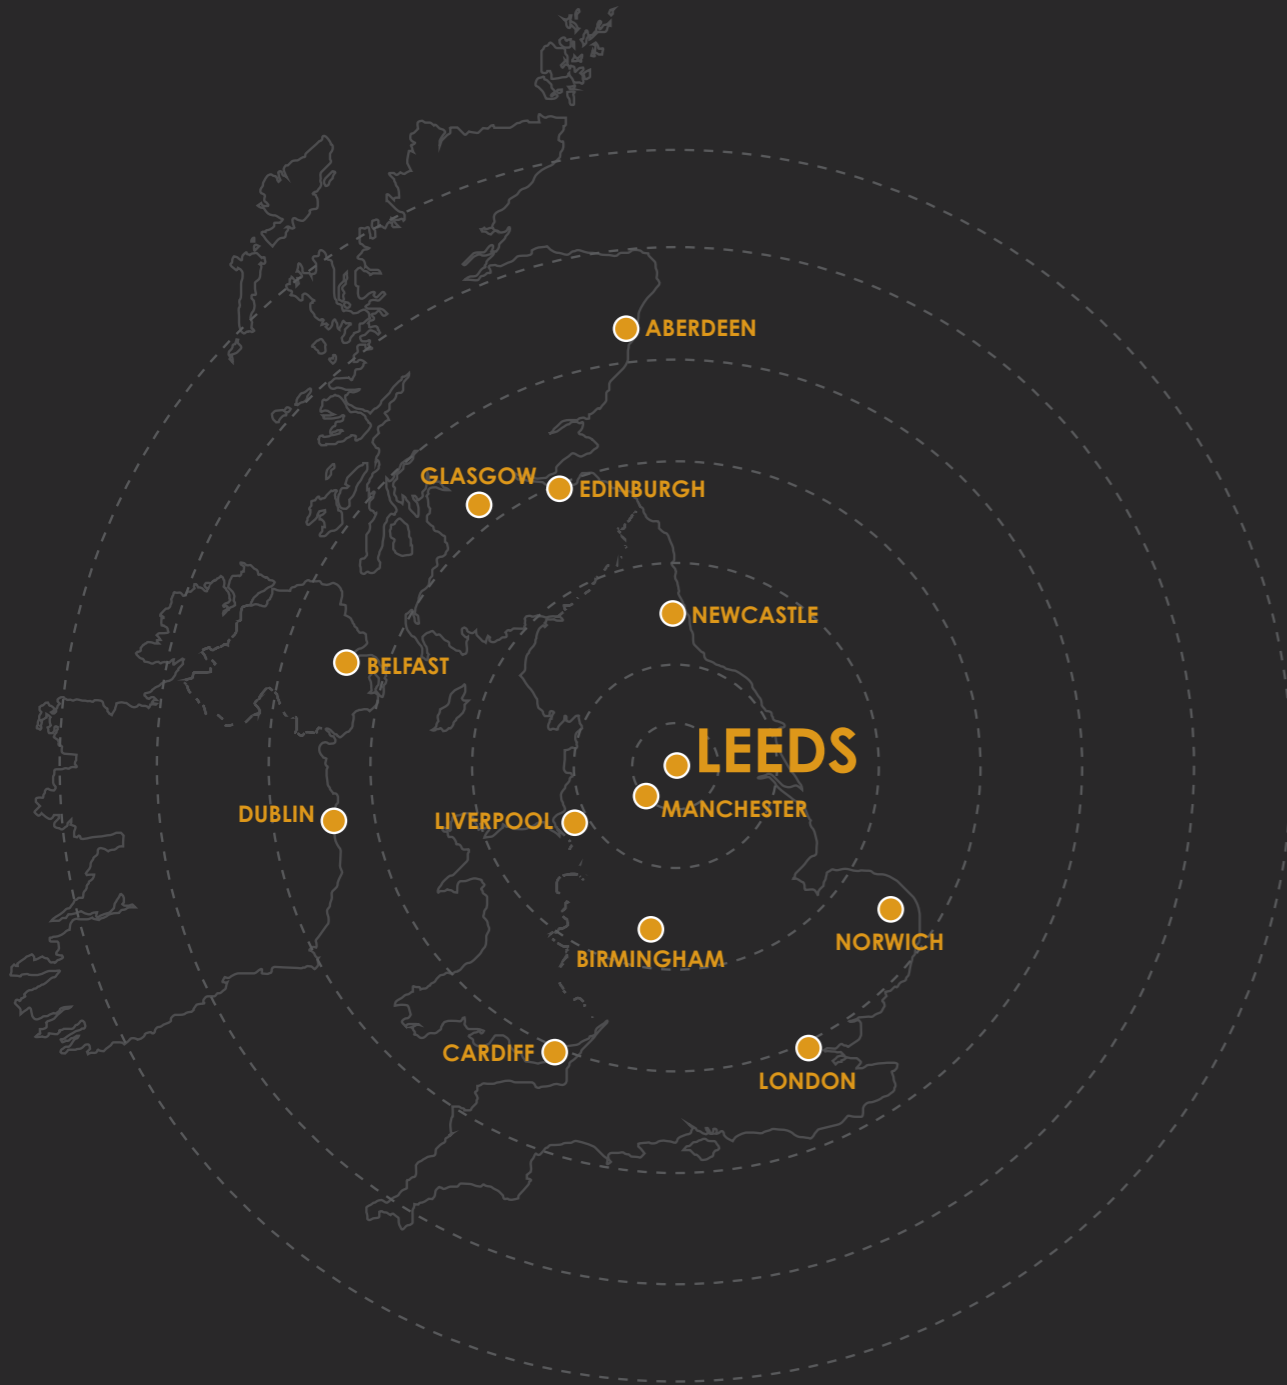 ABERDEEN
GLASGOW
EDINBURGH
NEWCASTLE
BELFAST
LEEDS
MANCHESTER
DUBLIN
LIVERPOOL
NORWICH
BIRMINGHAM
CARDIFF
LONDON